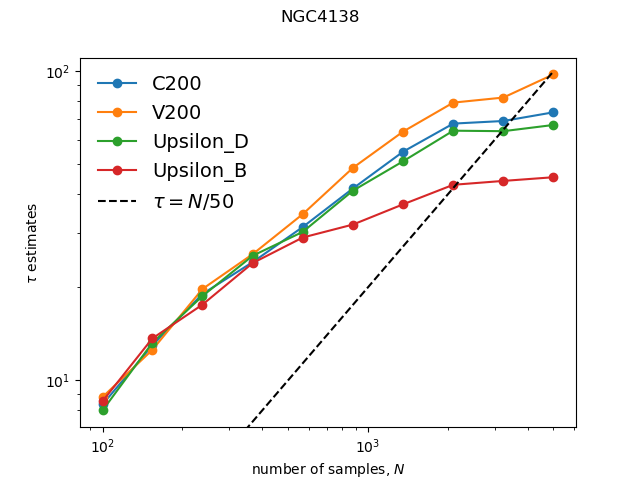 NGC4138
10²
C200
V200
Upsilon_D
Upsilon_B
τ = N/50
τ estimates
10¹
10²
10³
number of samples, N